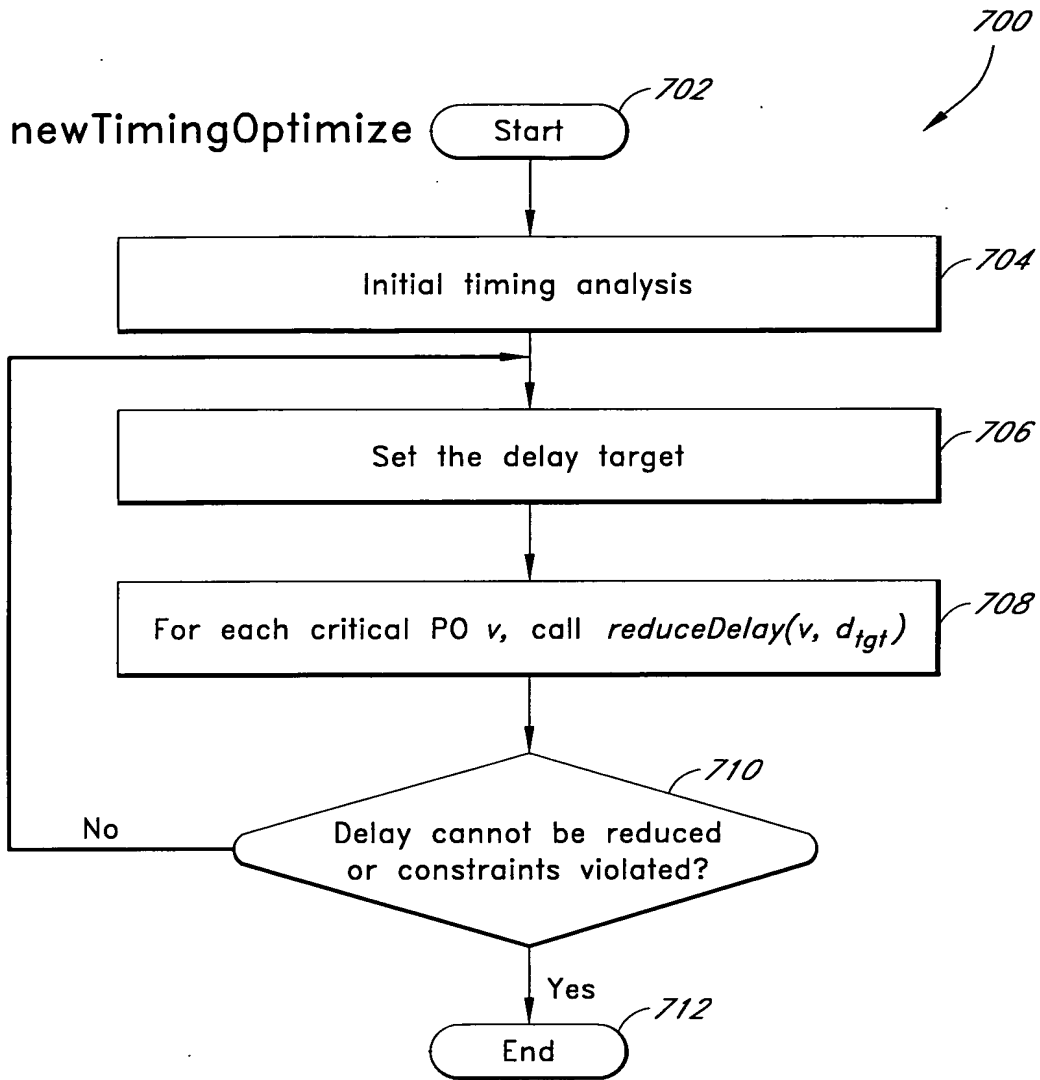 700
newTimingOptimize
Start
702
Initial timing analysis
704
Set the delay target
706
For each critical PO v, call reduceDelay(v, d_tgt)
708
710
Delay cannot be reduced
or constraints violated?
No
Yes
End
712